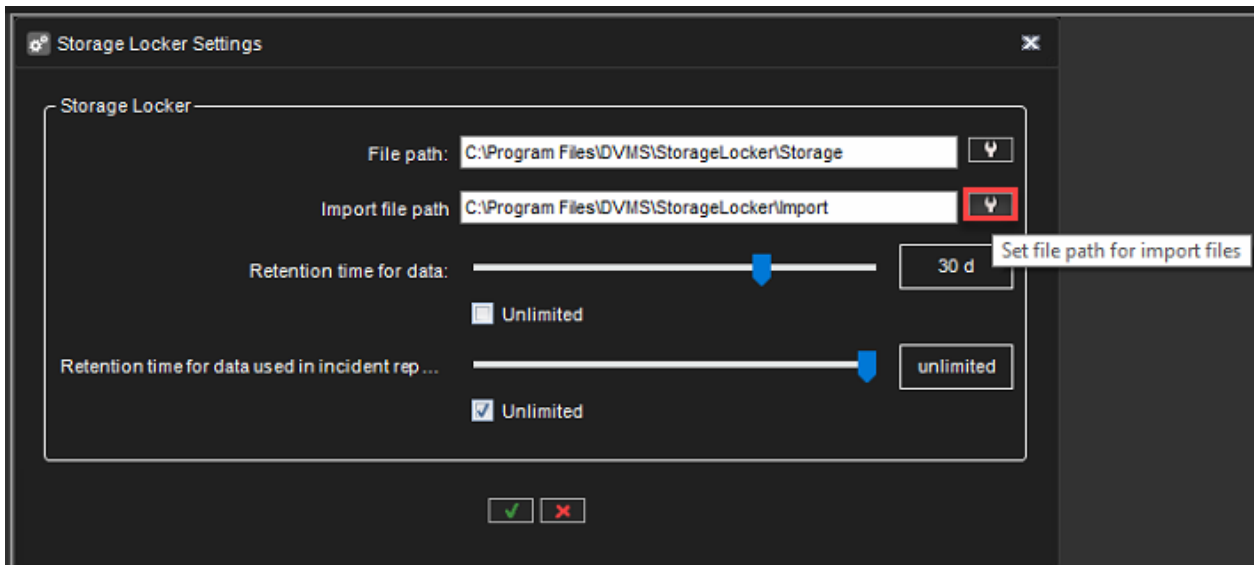 Storage Locker Settings
Storage Locker
File path: C:\Program Files\DVMS\StorageLocker\Storage
Import file path C:\Program Files\DVMS\StorageLocker\Import
Set file path for import files
Retention time for data: 30 d
Unlimited
Retention time for data used in incident rep ... unlimited
Unlimited